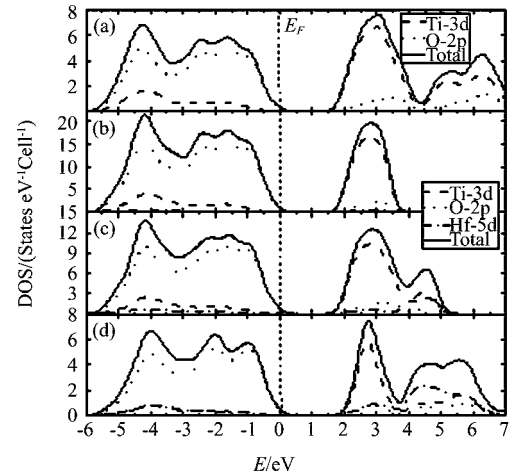 (a)
E_F
Ti-3d
O-2p
Total
8
6
4
2
(b)
20
15
10
5
15
Ti-3d
O-2p
Hf-5d
Total
(c)
12
9
6
3
8
(d)
6
4
2
0
-6 -5 -4 -3 -2 -1 0 1 2 3 4 5 6 7
E/eV
DOS/(States eV⁻¹Cell⁻¹)